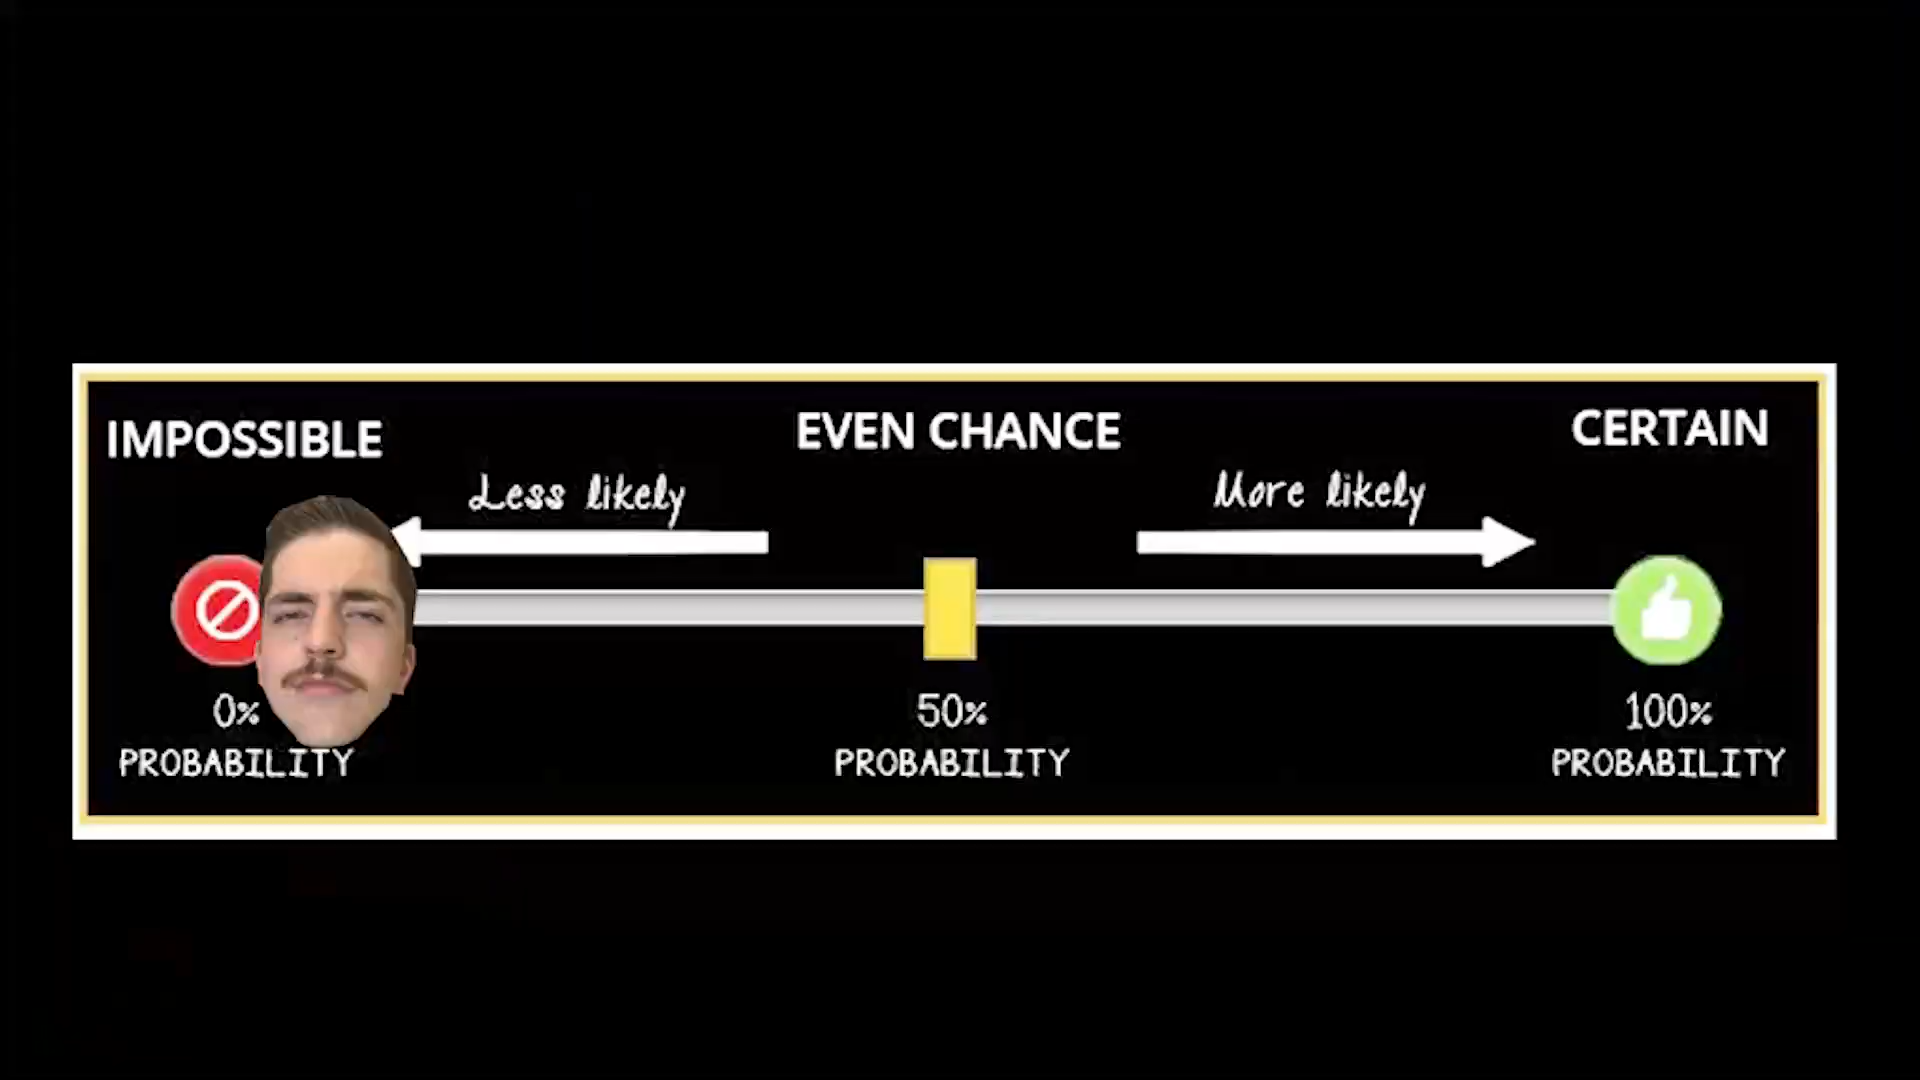 IMPOSSIBLE
EVEN CHANCE
CERTAIN
Less likely
More likely
0%
PROBABILITY
50%
PROBABILITY
100%
PROBABILITY